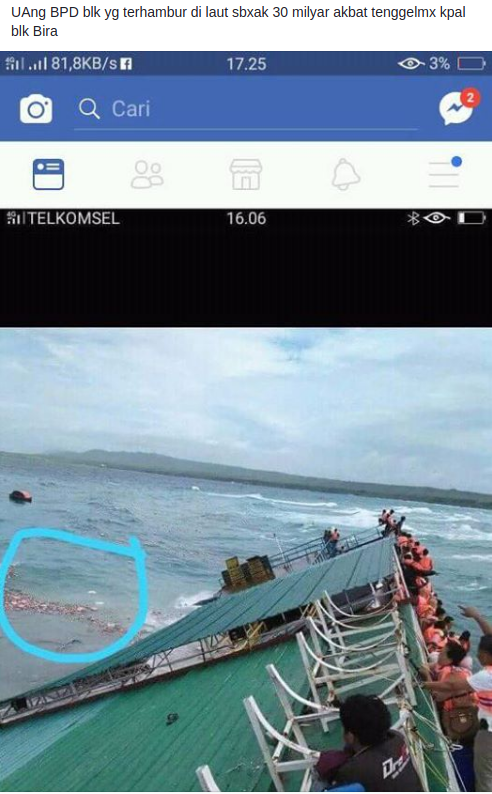 UAng BPD blk yg terhambur di laut sbxak 30 milyar akbat tenggelmx kpal
blk Bira
81,8KB/s 17.25 3%
Cari
2
TELKOMSEL 16.06